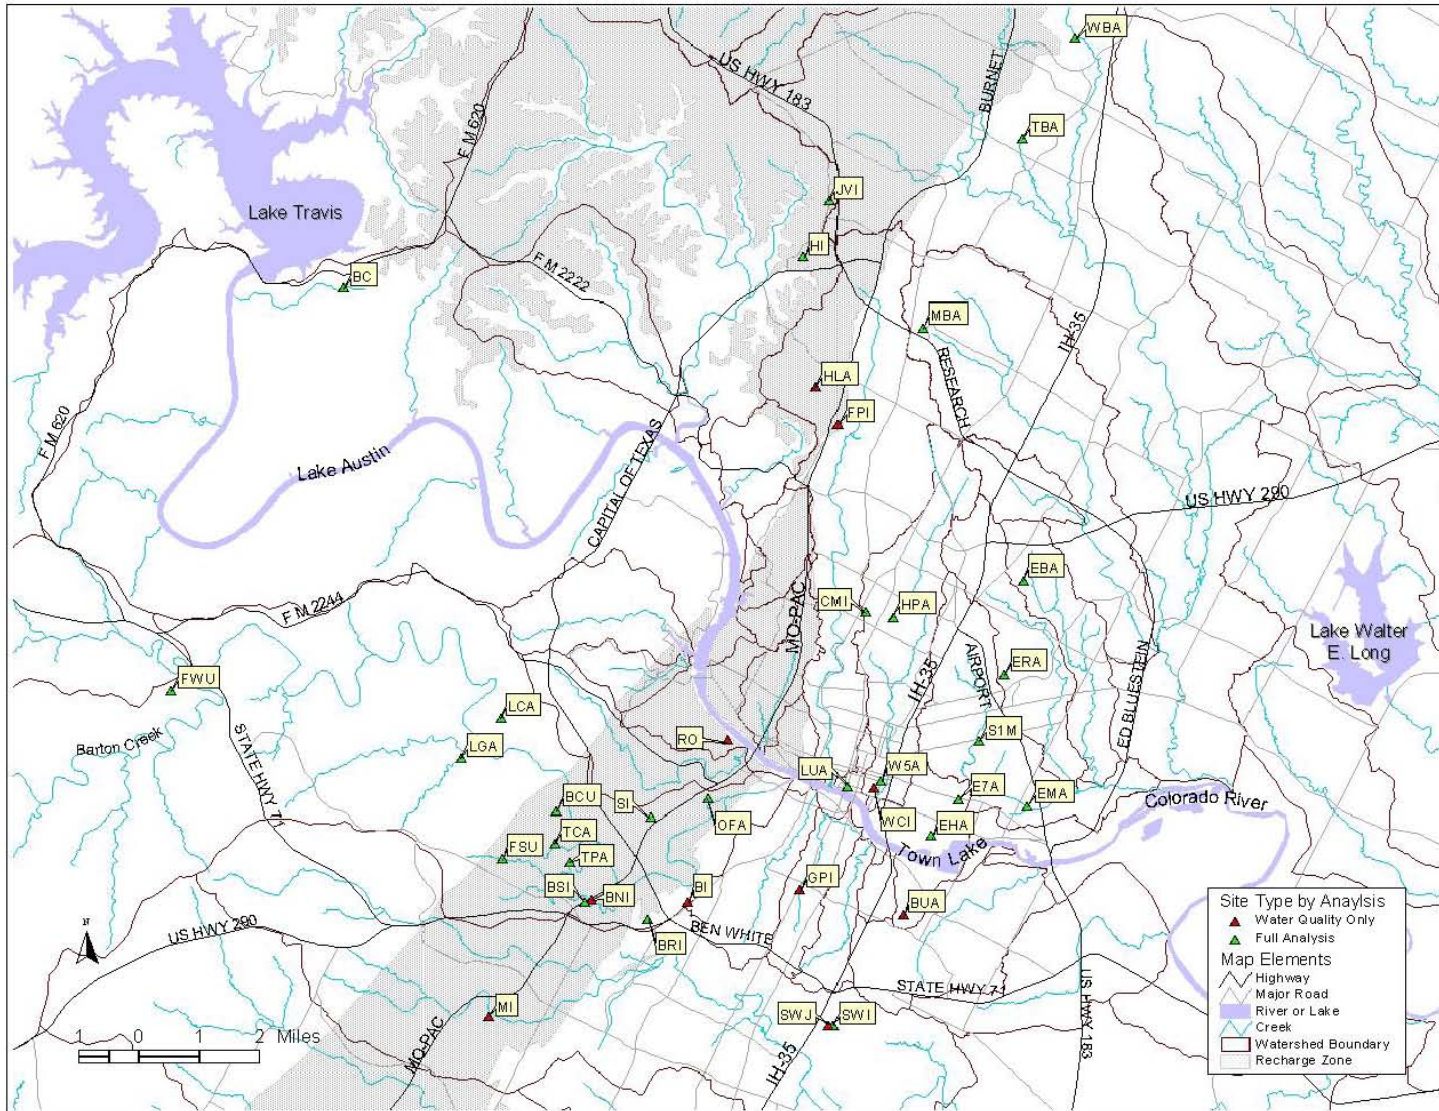 WBA
US HWY 183
BURNET
F M 620
TBA
JVI
Lake Travis
HI
F M 2222
BC
MBA
IH-35
RESEARCH
HLA
FPI
F M 620
CAPITAL OF TEXAS
Lake Austin
US HWY 290
EBA
F M 2244
CMI
HPA
MO-PAC
Lake Walter
E. Long
AIRPORT
ERA
IH-35
ED BLUESTEIN
FWU
LCA
Barton Creek
RO
S1M
LGA
STATE HWY 71
LUA
W5A
E7A
EMA
Colorado River
BCU
SI
OFA
WCI
EHA
TCA
FSU
TPA
Town Lake
BSI
BNI
BI
GPI
BUA
Site Type by Anaylsis
Water Quality Only
Full Analysis
Map Elements
Highway
Major Road
River or Lake
Creek
Watershed Boundary
Recharge Zone
N
US HWY 290
BEN WHITE
BRI
STATE HWY 71
US HWY 183
MI
SWJ
SWI
MO-PAC
IH-35
1 0 1 2 Miles